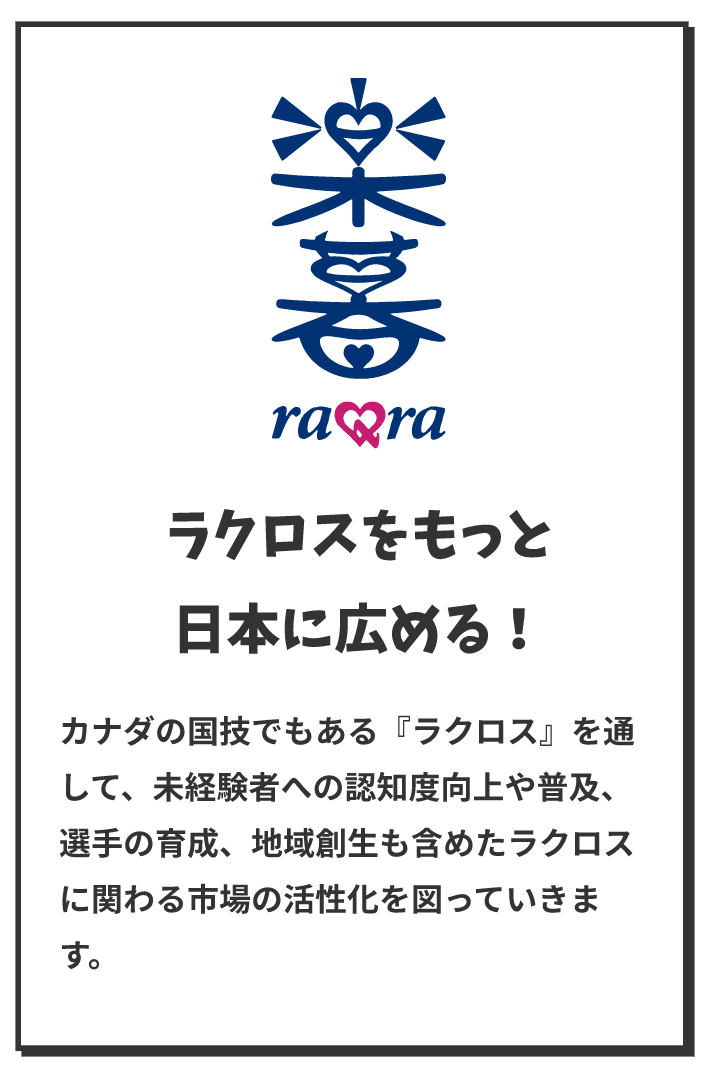 楽暮
raQra
ラクロスをもっと
日本に広める！
カナダの国技でもある『ラクロス』を通
して、未経験者への認知度向上や普及、
選手の育成、地域創生も含めたラクロス
に関わる市場の活性化を図っていきま
す。